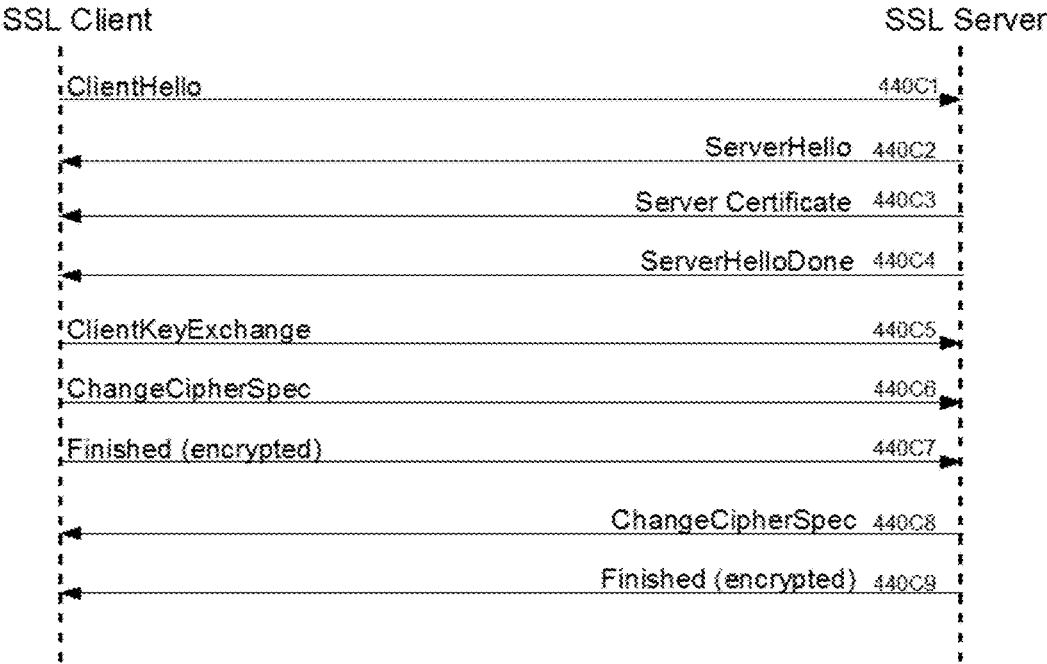 SSL Client SSL Server
ClientHello 440C1
ServerHello 440C2
Server Certificate 440C3
ServerHelloDone 440C4
ClientKeyExchange 440C5
ChangeCipherSpec 440C6
Finished (encrypted) 440C7
ChangeCipherSpec 440C8
Finished (encrypted) 440C9